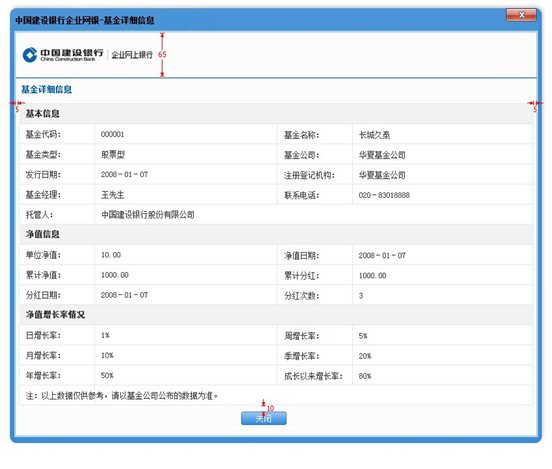 中国建设银行企业网银-基金详细信息
中国建设银行 企业网上银行
China Construction Bank
65
基金详细信息
5 5
基本信息
基金代码: 000001 基金名称: 长城久泰
基金类型: 股票型 基金公司: 华夏基金公司
发行日期: 2008-01-07 注册登记机构: 华夏基金公司
基金经理: 王先生 联系电话: 020-83018888
托管人: 中国建设银行股份有限公司
净值信息
单位净值: 10.00 净值日期: 2008-01-07
累计净值: 1000.00 累计分红: 1000.00
分红日期: 2008-01-07 分红次数: 3
净值增长率情况
日增长率: 1% 周增长率: 5%
月增长率: 10% 季增长率: 20%
年增长率: 50% 成长以来增长率: 80%
注: 以上数据仅供参考, 请以基金公司公布的数据为准。
10
关闭